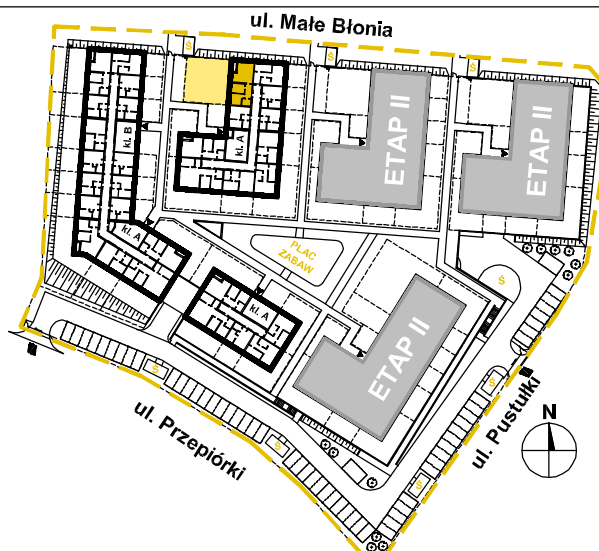 ul. Małe Błonia
Ś
Ś
Ś
kl. B
kl. A
ETAP II
ETAP II
kl. A
PLAC
ZABAW
Ś
kl. A
ETAP II
Ś
Ś
ul. Pustułki
N
ul. Przepiórki
Ś
Ś